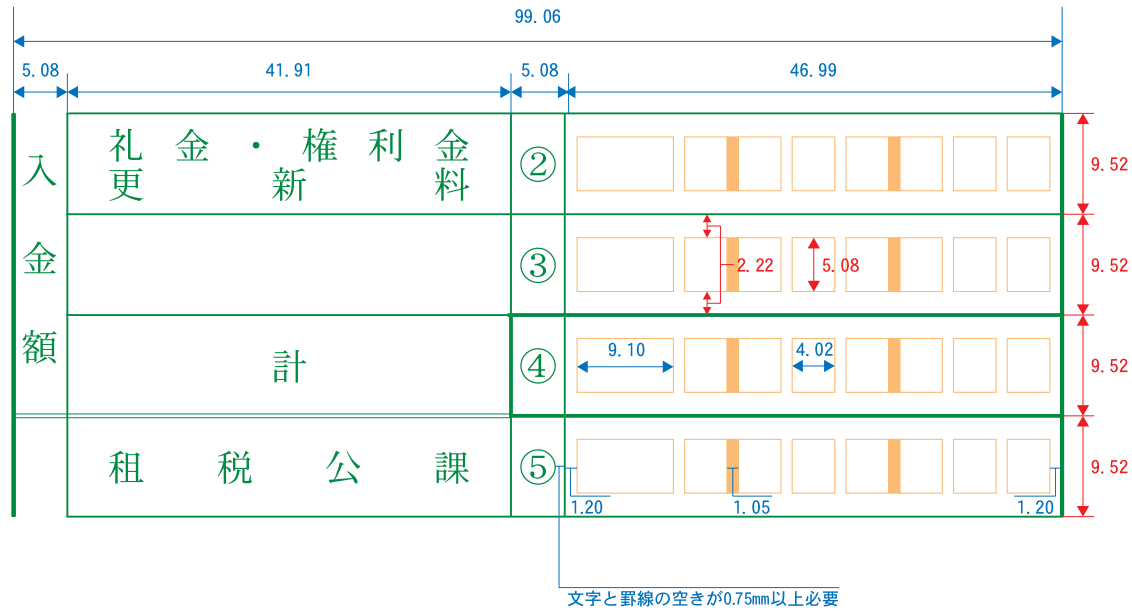 99.06
5.08 41.91 5.08 46.99
入金額
礼金・権利金
更新料
② 9.52
③ 2.22 5.08 9.52
計 ④ 9.10 4.02 9.52
租税公課 ⑤ 9.52
1.20 1.05 1.20
文字と罫線の空きが0.75mm以上必要